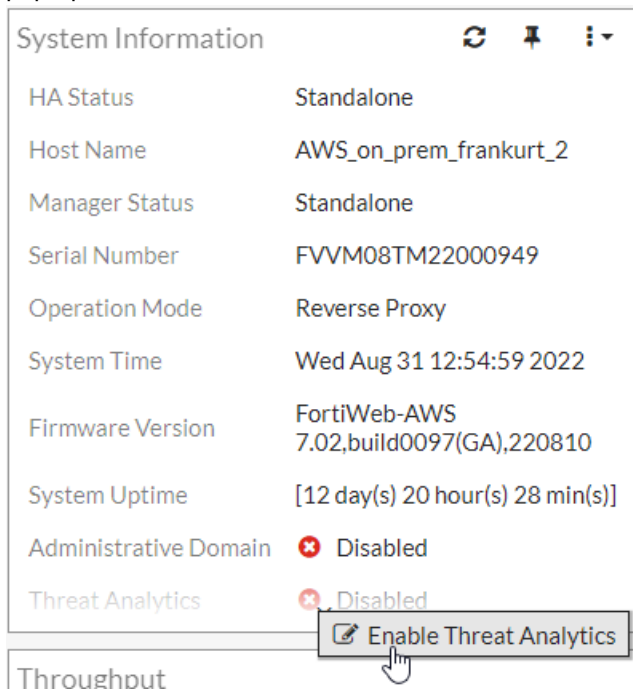 System Information
HA Status Standalone
Host Name AWS_on_prem_frankurt_2
Manager Status Standalone
Serial Number FVVM08TM22000949
Operation Mode Reverse Proxy
System Time Wed Aug 31 12:54:59 2022
Firmware Version FortiWeb-AWS
7.02,build0097(GA),220810
System Uptime [12 day(s) 20 hour(s) 28 min(s)]
Administrative Domain Disabled
Threat Analytics Disabled
Enable Threat Analytics
Throughput